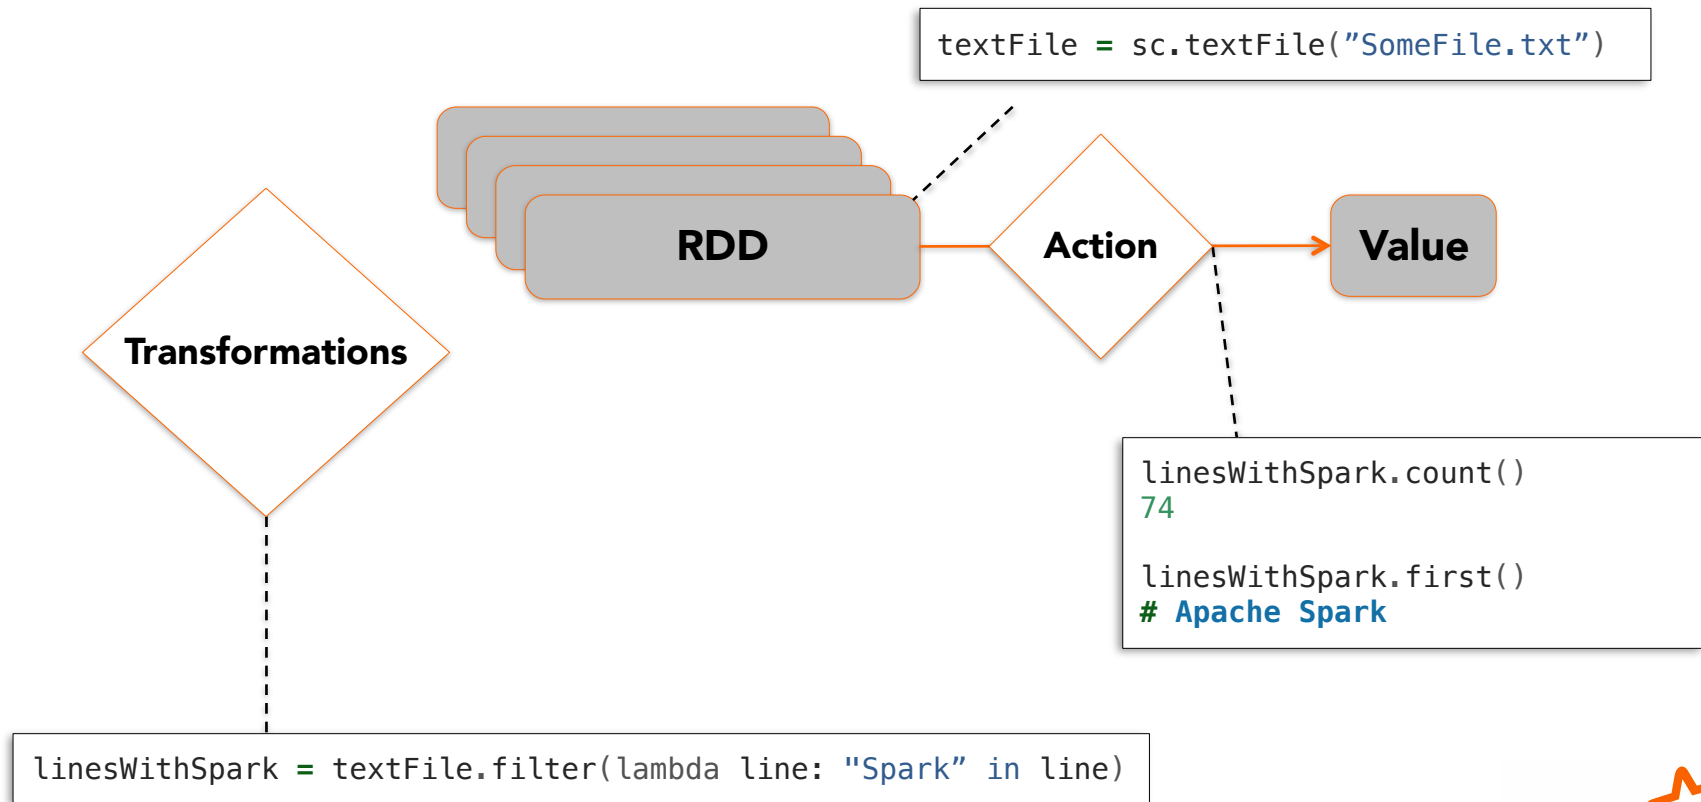 textFile = sc.textFile(”SomeFile.txt”)
RDD
Action
Value
Transformations
linesWithSpark.count()
74
linesWithSpark.first()
# Apache Spark
linesWithSpark = textFile.filter(lambda line: "Spark” in line)